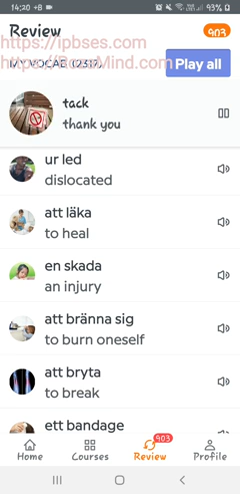 14:20 +B 93%
Review 903
https://ipbses.com
MY VOCAB (2317) Play all
tack
thank you
ur led
dislocated
att läka
to heal
en skada
an injury
att bränna sig
to burn oneself
att bryta
to break
ett bandage
903
Home Courses Review Profile